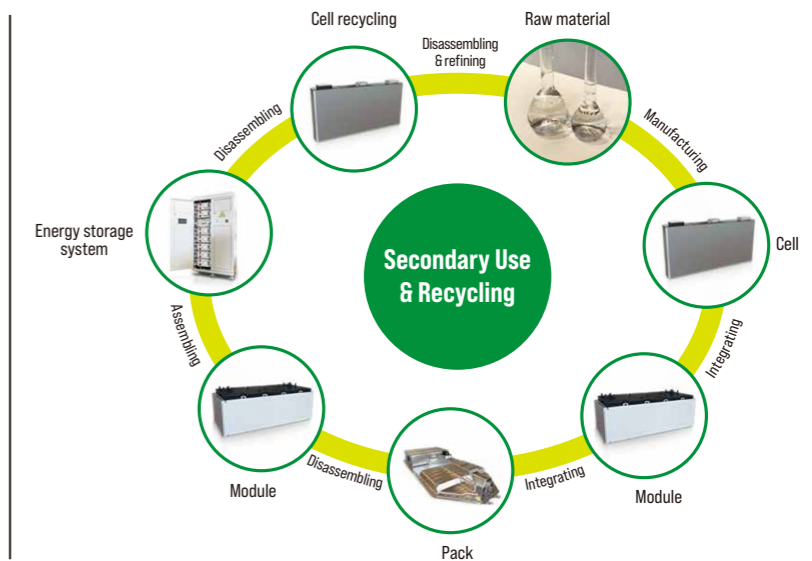 Cell recycling
Disassembling
& refining
Raw material
Manufacturing
Cell
Integrating
Module
Integrating
Pack
Disassembling
Module
Assembling
Energy storage
system
Disassembling
Secondary Use
& Recycling